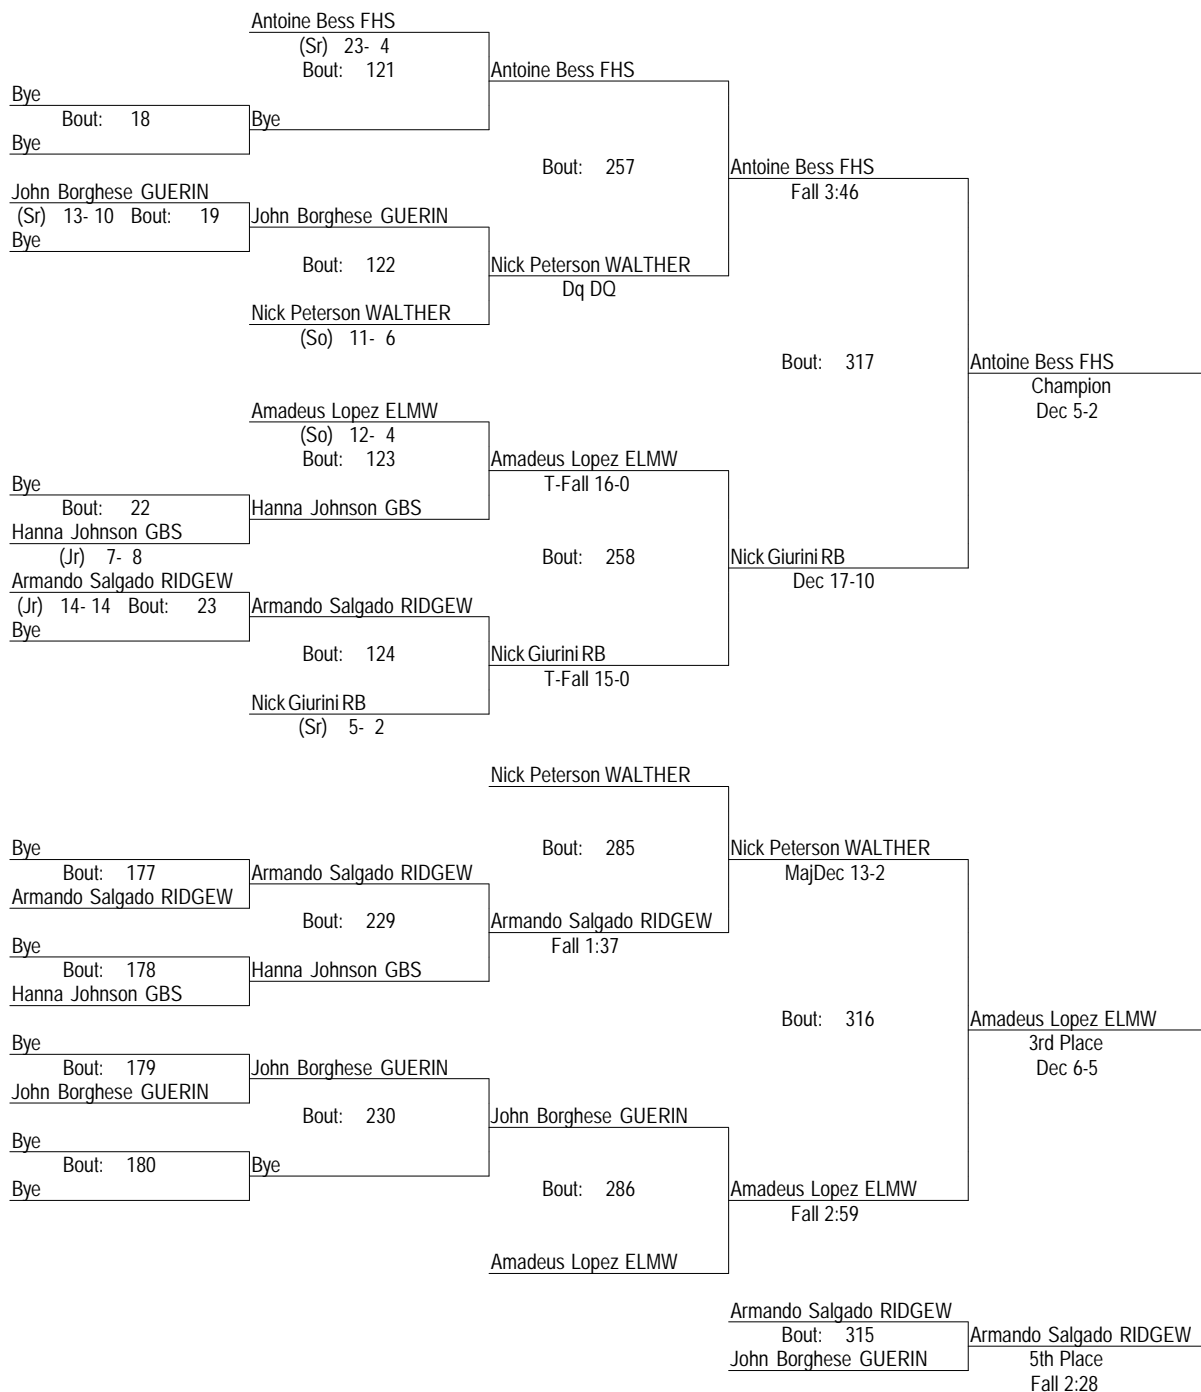 Antoine Bess FHS
(Sr) 23- 4
Bout: 121
Antoine Bess FHS
Bye
Bout: 18
Bye
Bye
Bout: 257
Antoine Bess FHS
Fall 3:46
John Borghese GUERIN
(Sr) 13- 10 Bout: 19
John Borghese GUERIN
Bye
Bout: 122
Nick Peterson WALTHER
Dq DQ
Nick Peterson WALTHER
(So) 11- 6
Bout: 317
Antoine Bess FHS
Champion
Dec 5-2
Amadeus Lopez ELMW
(So) 12- 4
Bout: 123
Amadeus Lopez ELMW
T-Fall 16-0
Bye
Bout: 22
Hanna Johnson GBS
Hanna Johnson GBS
(Jr) 7- 8
Bout: 258
Nick Giurini RB
Dec 17-10
Armando Salgado RIDGEW
(Jr) 14- 14 Bout: 23
Armando Salgado RIDGEW
Bye
Bout: 124
Nick Giurini RB
T-Fall 15-0
Nick Giurini RB
(Sr) 5- 2
Nick Peterson WALTHER
Bout: 285
Nick Peterson WALTHER
MajDec 13-2
Bye
Bout: 177
Armando Salgado RIDGEW
Armando Salgado RIDGEW
Bout: 229
Armando Salgado RIDGEW
Fall 1:37
Bye
Bout: 178
Hanna Johnson GBS
Hanna Johnson GBS
Bout: 316
Amadeus Lopez ELMW
3rd Place
Dec 6-5
Bye
Bout: 179
John Borghese GUERIN
John Borghese GUERIN
Bout: 230
John Borghese GUERIN
Bye
Bout: 180
Bye
Bye
Bout: 286
Amadeus Lopez ELMW
Fall 2:59
Amadeus Lopez ELMW
Armando Salgado RIDGEW
Bout: 315
Armando Salgado RIDGEW
John Borghese GUERIN
5th Place
Fall 2:28